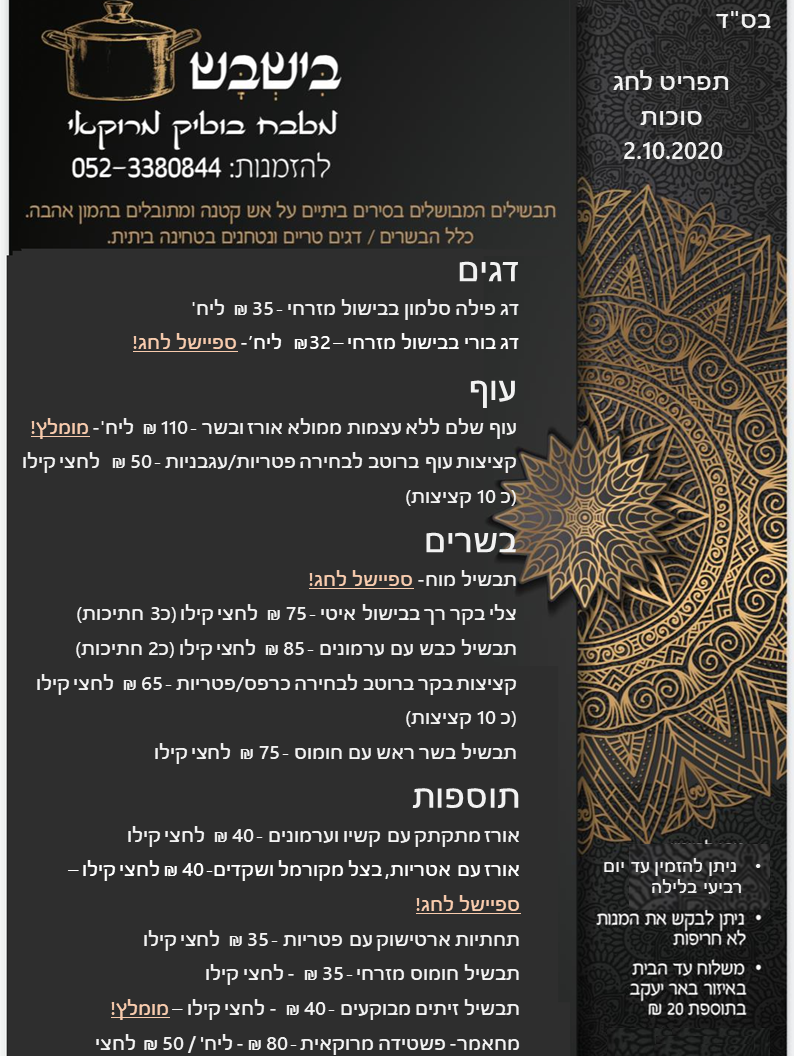 בס"ד
תפריט לחג
סוכות
2.10.2020
בִּישְׁבָּש
מטבח בוטיק מרוקאי
להזמנות: 052-3380844
תבשילים המבושלים בסירים ביתיים על אש קטנה ומתובלים בהמון אהבה.
כלל הבשרים / דגים טריים ונטחנים בטחינה ביתית.
דגים
דג פילה סלמון בבישול מזרחי -35 ₪ ליח'
דג בורי בבישול מזרחי –32₪ ליח'- ספיישל לחג!
עוף
עוף שלם ללא עצמות ממולא אורז ובשר -110 ₪ ליח'- מומלץ!
קציצות עוף ברוטב לבחירה פטריות/עגבניות -50 ₪ לחצי קילו
(כ 10 קציצות)
בשרים
תבשיל מוח- ספיישל לחג!
צלי בקר רך בבישול איטי -75 ₪ לחצי קילו (כ3 חתיכות)
תבשיל כבש עם ערמונים -85 ₪ לחצי קילו (כ2 חתיכות)
קציצות בקר ברוטב לבחירה כרפס/פטריות -65 ₪ לחצי קילו
(כ 10 קציצות)
תבשיל בשר ראש עם חומוס -75 ₪ לחצי קילו
תוספות
אורז מתקתק עם קשיו וערמונים -40 ₪ לחצי קילו
אורז עם אטריות, בצל מקורמל ושקדים-40 ₪ לחצי קילו –
ספיישל לחג!
תחתיות ארטישוק עם פטריות -35 ₪ לחצי קילו
תבשיל חומוס מזרחי -35 ₪ - לחצי קילו
תבשיל זיתים מבוקעים -40 ₪ - לחצי קילו – מומלץ!
מחאמר- פשטידה מרוקאית -80 ₪ - ליח' / 50 ₪ לחצי
• ניתן להזמין עד יום
רביעי בלילה
• ניתן לבקש את המנות
לא חריפות
• משלוח עד הבית
באיזור באר יעקב
בתוספת 20 ₪